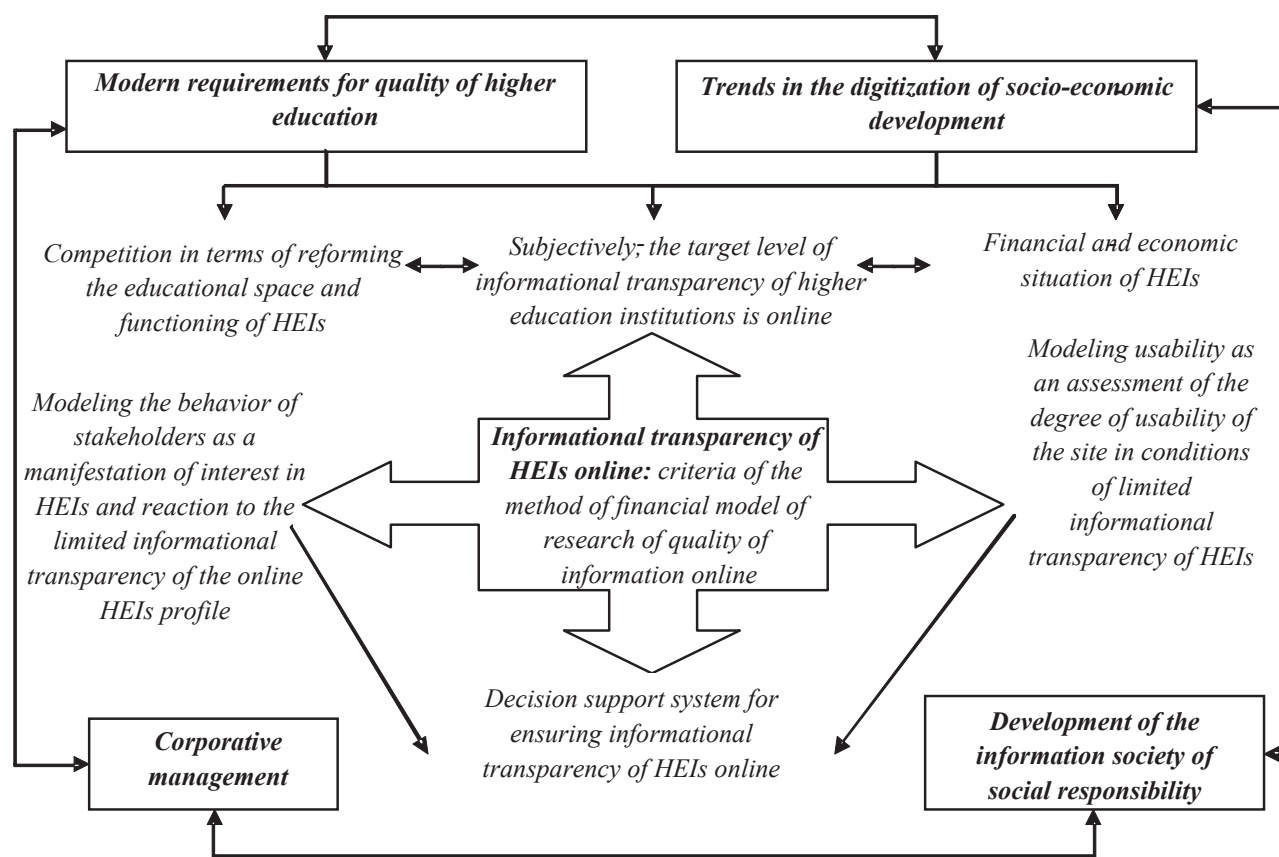 Modern requirements for quality of higher
education
Trends in the digitization of socio-economic
development
Competition in terms of reforming
the educational space and
functioning of HEIs
Subjectively, the target level of
informational transparency of higher
education institutions is online
Financial and economic
situation of HEIs
Modeling the behavior of
stakeholders as a
manifestation of interest in
HEIs and reaction to the
limited informational
transparency of the online
HEIs profile
Informational transparency of
HEIs online: criteria of the
method of financial model of
research of quality of
information online
Modeling usability as
an assessment of the
degree of usability of
the site in conditions
of limited
informational
transparency of HEIs
Corporative
management
Decision support system for
ensuring informational
transparency of HEIs online
Development of the
information society of
social responsibility